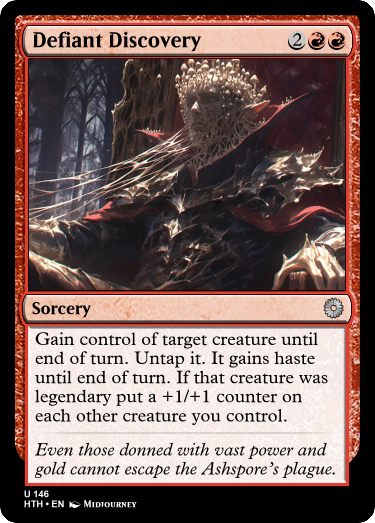 Defiant Discovery 2
Sorcery
Gain control of target creature until
end of turn. Untap it. It gains haste
until end of turn. If that creature was
legendary put a +1/+1 counter on
each other creature you control.
Even those donned with vast power and
gold cannot escape the Ashspore's plague.
U 146
HTH • EN Midjourney